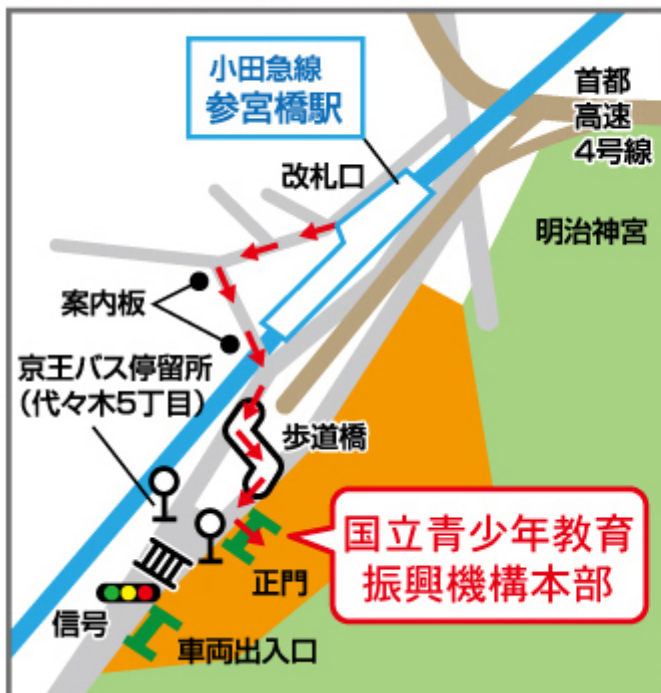 小田急線
参宮橋駅
首都
高速
4号線
改札口
明治神宮
案内板
京王バス停留所
（代々木5丁目）
歩道橋
国立青少年教育
振興機構本部
正門
信号
車両出入口